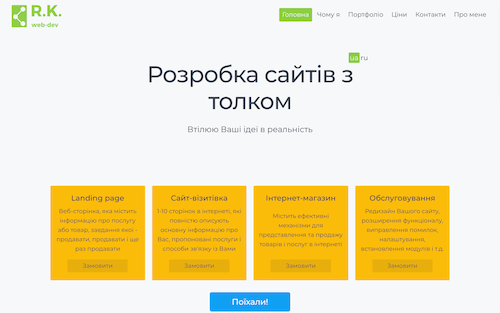 R.K.
web-dev
Головна Чому я Портфоліо Ціни Контакти Про мене
ua ru
Розробка сайтів з
толком
Втілюю Ваші ідеї в реальність
Landing page
Веб-сторінка, яка містить
інформацію про послугу
або товар, завдання якої -
продавати, продавати і ще
раз продавати
Замовити
Сайт-візитівка
1-10 сторінок в інтернеті, які
повністю описують
основну інформацію про
Вас, пропоновані послуги і
способи зв'язку із Вами
Замовити
Інтернет-магазин
Містить ефективні
механізми для
представлення та продажу
товарів і послуг в інтернеті
Замовити
Обслуговування
Редизайн Вашого сайту,
розширення функціоналу,
виправлення помилок,
налаштування,
встановлення модулів і т.д.
Замовити
Поїхали!